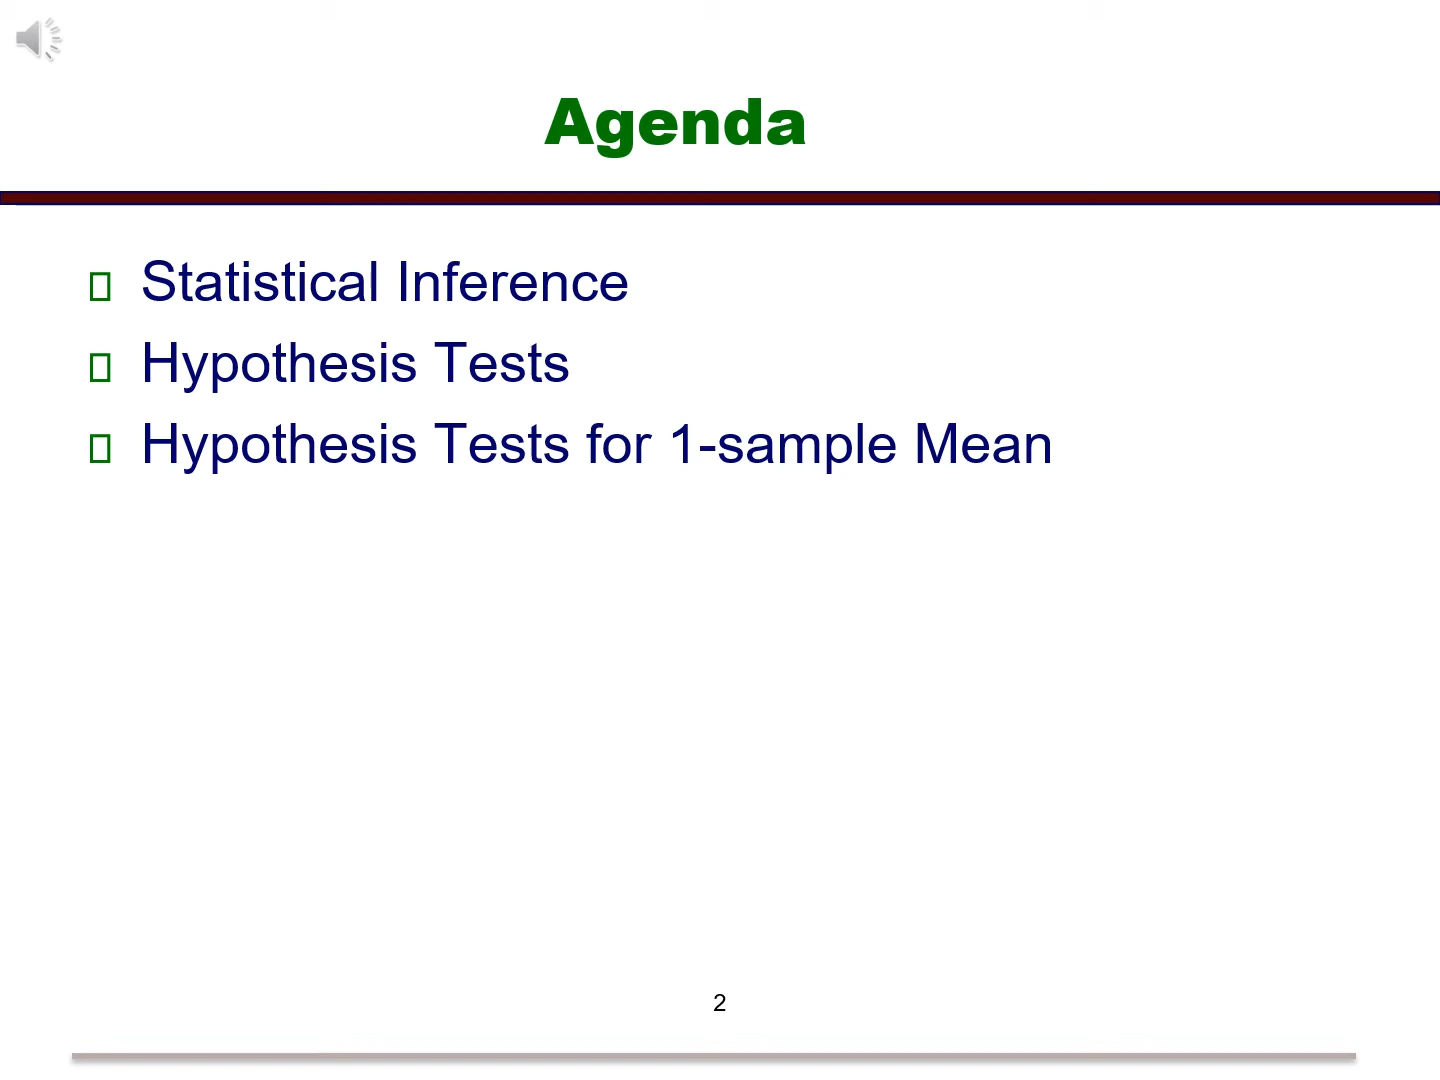 Agenda
Statistical Inference
Hypothesis Tests
Hypothesis Tests for 1-sample Mean
2